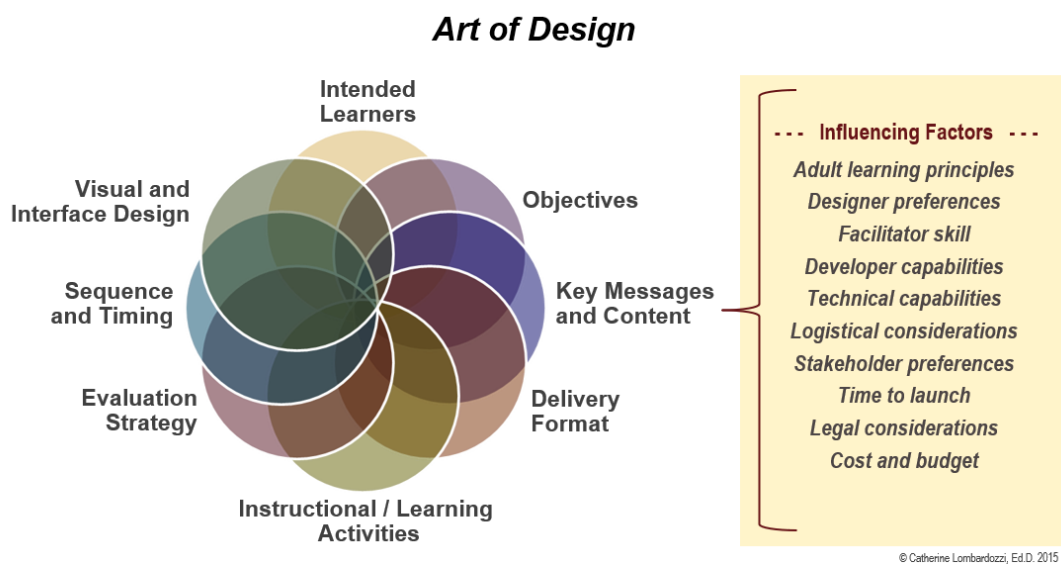 Art of Design
Intended
Learners
Visual and
Interface Design
Objectives
Sequence
and Timing
Key Messages
and Content
Evaluation
Strategy
Delivery
Format
Instructional / Learning
Activities
--- Influencing Factors ---
Adult learning principles
Designer preferences
Facilitator skill
Developer capabilities
Technical capabilities
Logistical considerations
Stakeholder preferences
Time to launch
Legal considerations
Cost and budget
© Catherine Lombardozzi, Ed.D. 2015